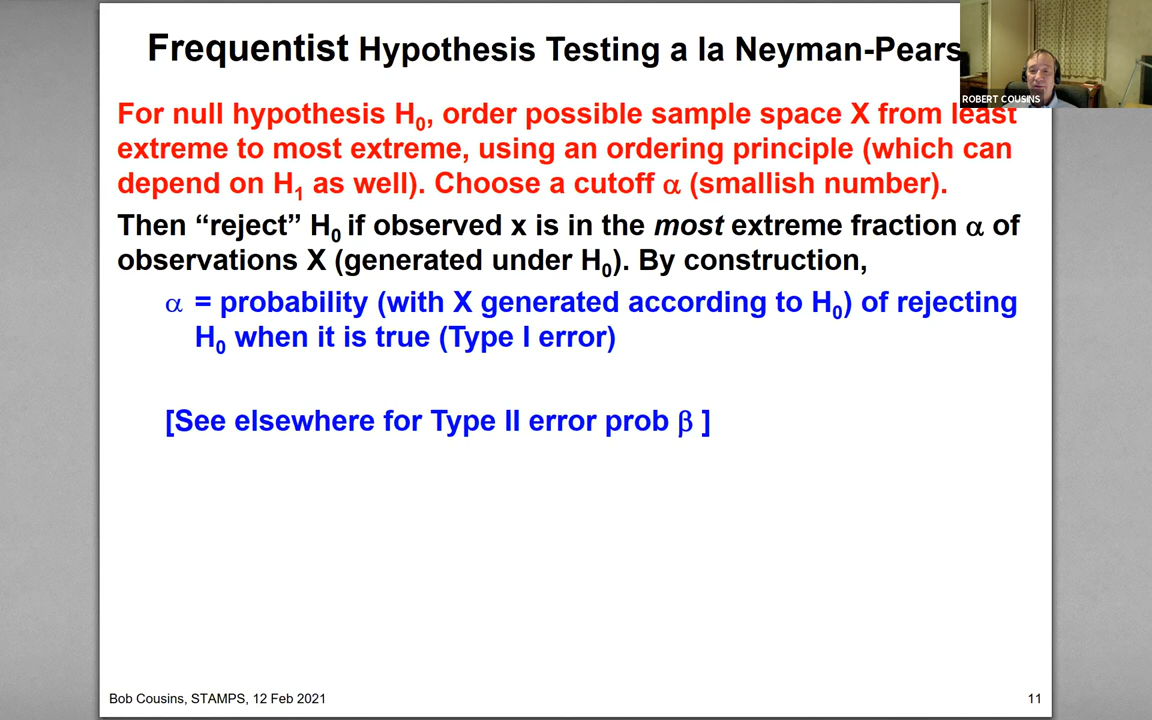 Frequentist Hypothesis Testing a la Neyman-Pears
ROBERT COUSINS
For null hypothesis H0, order possible sample space X from least
extreme to most extreme, using an ordering principle (which can
depend on H1 as well). Choose a cutoff α (smallish number).
Then “reject” H0 if observed x is in the most extreme fraction α of
observations X (generated under H0). By construction,
α = probability (with X generated according to H0) of rejecting
H0 when it is true (Type I error)
[See elsewhere for Type II error prob β ]
Bob Cousins, STAMPS, 12 Feb 2021
11